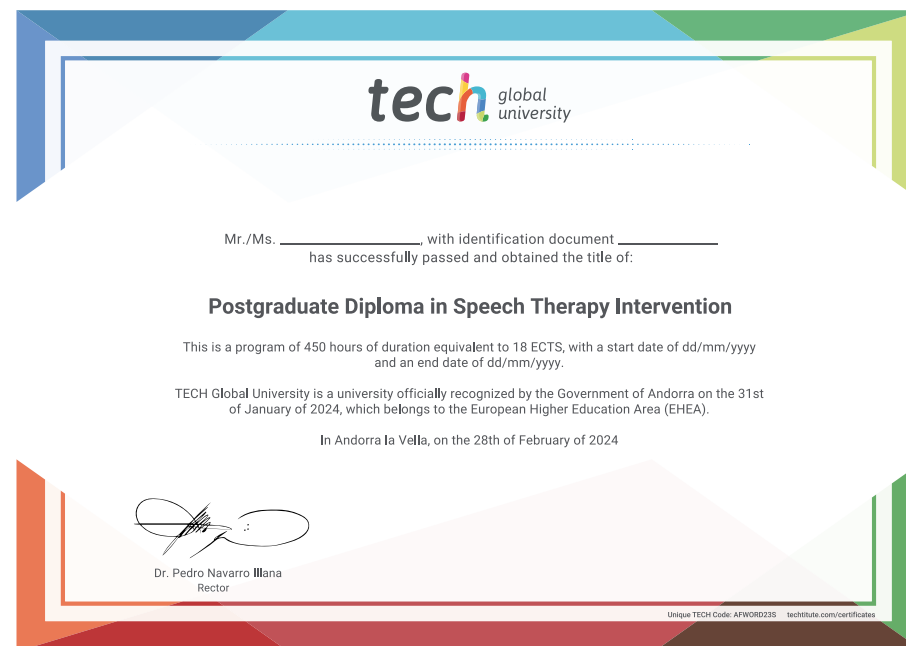 tech global university
Mr./Ms. ____________________, with identification document ______________
has successfully passed and obtained the title of:
Postgraduate Diploma in Speech Therapy Intervention
This is a program of 450 hours of duration equivalent to 18 ECTS, with a start date of dd/mm/yyyy
and an end date of dd/mm/yyyy.
TECH Global University is a university officially recognized by the Government of Andorra on the 31st
of January of 2024, which belongs to the European Higher Education Area (EHEA).
In Andorra la Vella, on the 28th of February of 2024
Dr. Pedro Navarro Illana
Rector
Unique TECH Code: AFWORD23S techtitute.com/certificates